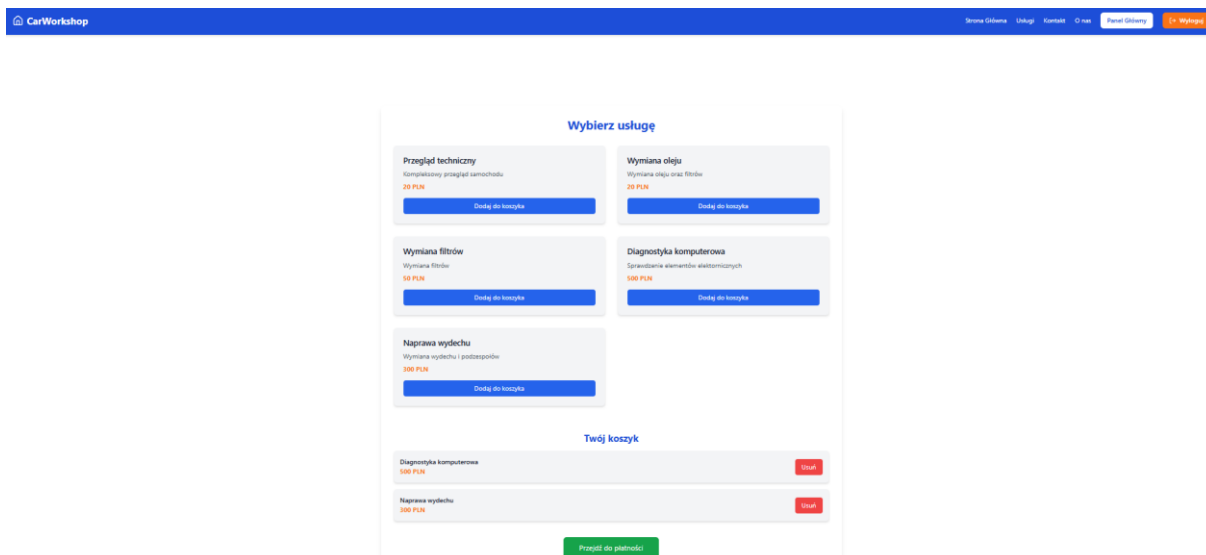 CarWorkshop
Strona Główna Usługi Kontakt O nas Panel Główny Wyloguj
Wybierz usługę
Przegląd techniczny
Kompleksowy przegląd samochodu
20 PLN
Dodaj do koszyka
Wymiana oleju
Wymiana oleju oraz filtrów
20 PLN
Dodaj do koszyka
Wymiana filtrów
Wymiana filtrów
50 PLN
Dodaj do koszyka
Diagnostyka komputerowa
Sprawdzenie elementów elektornicznych
500 PLN
Dodaj do koszyka
Naprawa wydechu
Wymiana wydechu i podzespołów
300 PLN
Dodaj do koszyka
Twój koszyk
Diagnostyka komputerowa
500 PLN
Usuń
Naprawa wydechu
300 PLN
Usuń
Przejdź do płatności